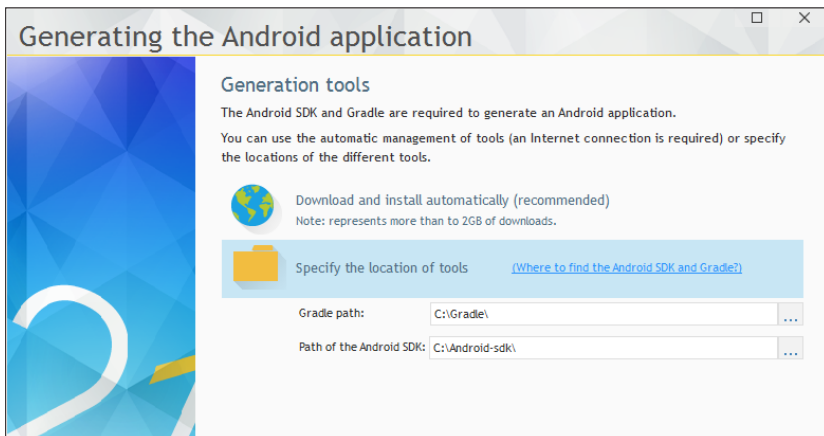 Generating the Android application
Generation tools
The Android SDK and Gradle are required to generate an Android application.
You can use the automatic management of tools (an Internet connection is required) or specify
the locations of the different tools.
Download and install automatically (recommended)
Note: represents more than to 2GB of downloads.
Specify the location of tools (Where to find the Android SDK and Gradle?)
Gradle path: C:\Gradle\ ...
Path of the Android SDK: C:\Android-sdk\ ...